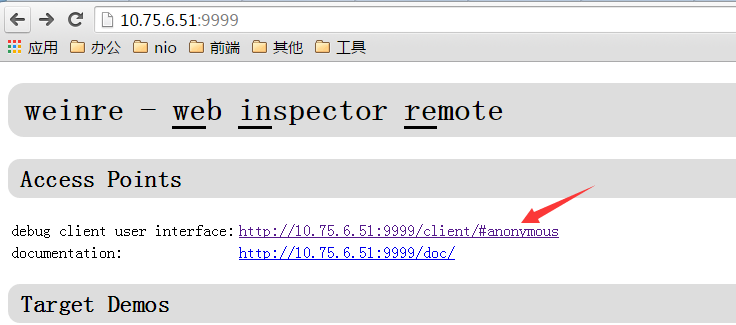 10.75.6.51:9999
应用 办公 nio 前端 其他 工具
weinre - web inspector remote
Access Points
debug client user interface: http://10.75.6.51:9999/client/#anonymous
documentation: http://10.75.6.51:9999/doc/
Target Demos